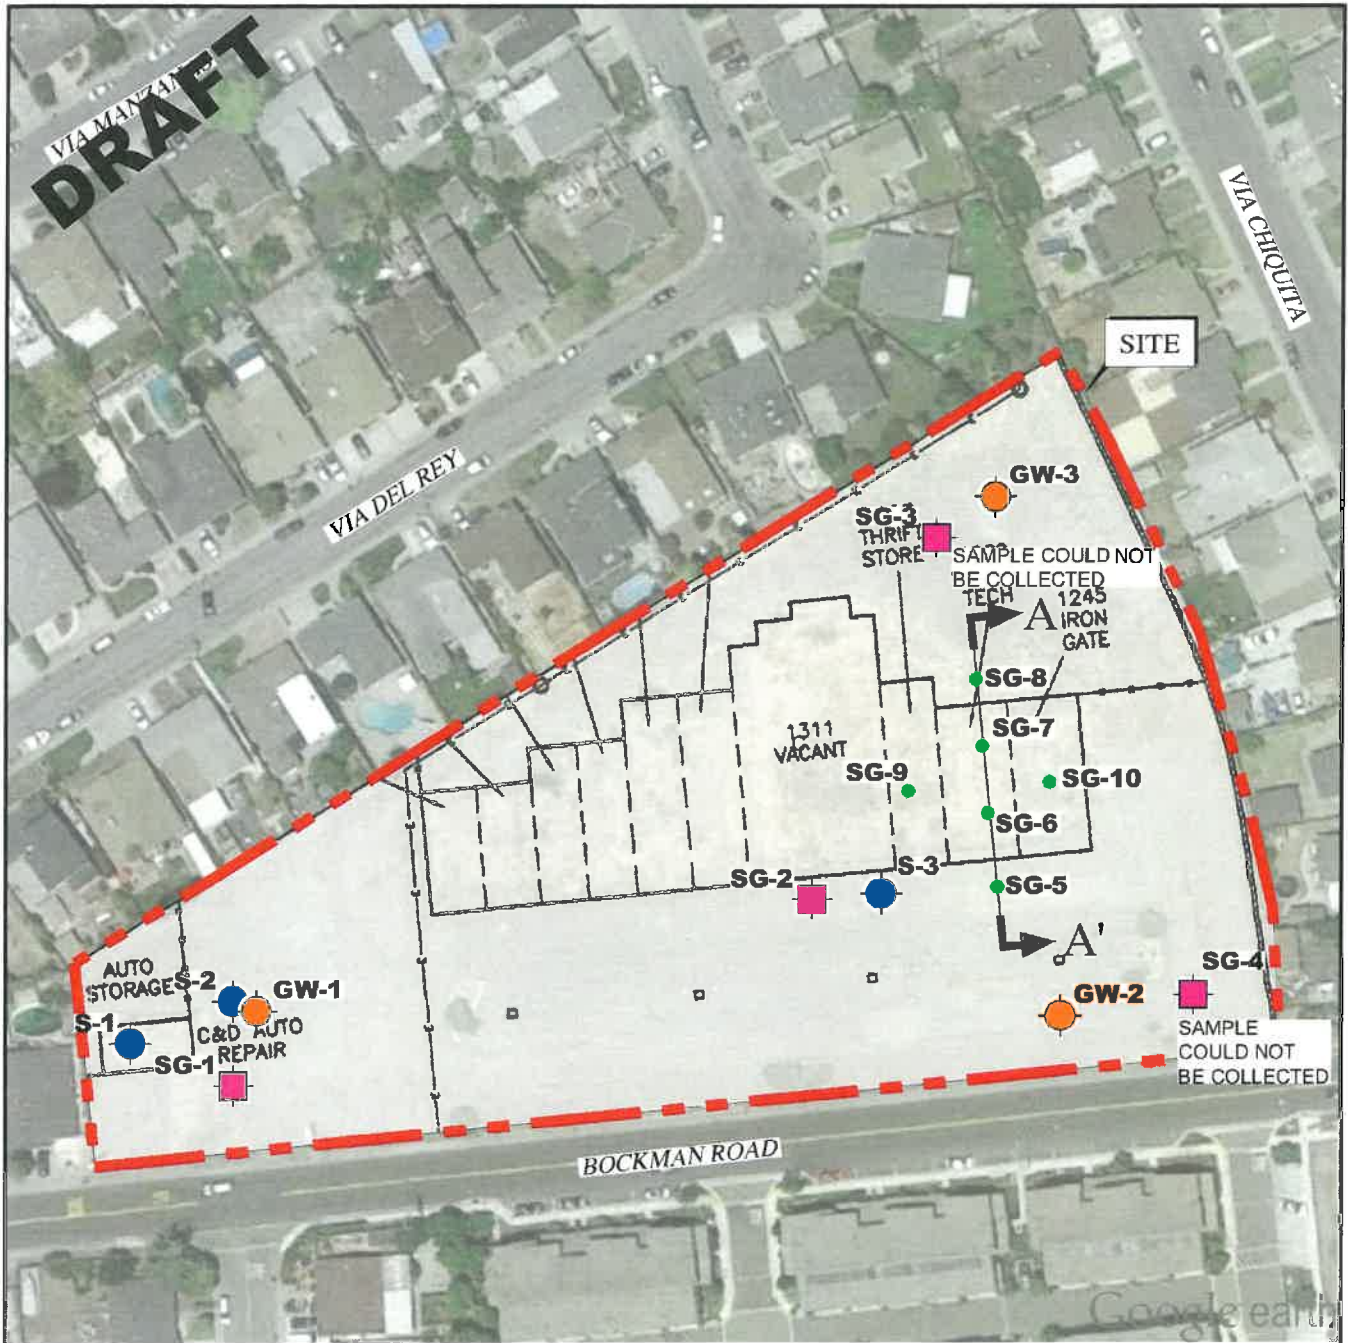 DRAFT
VIA MANZAN
VIA CHIQUITA
SITE
VIA DEL REY
GW-3
SG-3
THRIFT
STORE
SAMPLE COULD NOT
BE COLLECTED
TECH
A
1245
IRON
GATE
SG-8
SG-7
1311
VACANT
SG-9
SG-10
SG-6
S-3
SG-2
SG-5
A'
AUTO
STORAGE
S-2
GW-1
SG-4
GW-2
S-1
C&D AUTO
REPAIR
SG-1
SAMPLE
COULD NOT
BE COLLECTED
BOCKMAN ROAD
Google earth